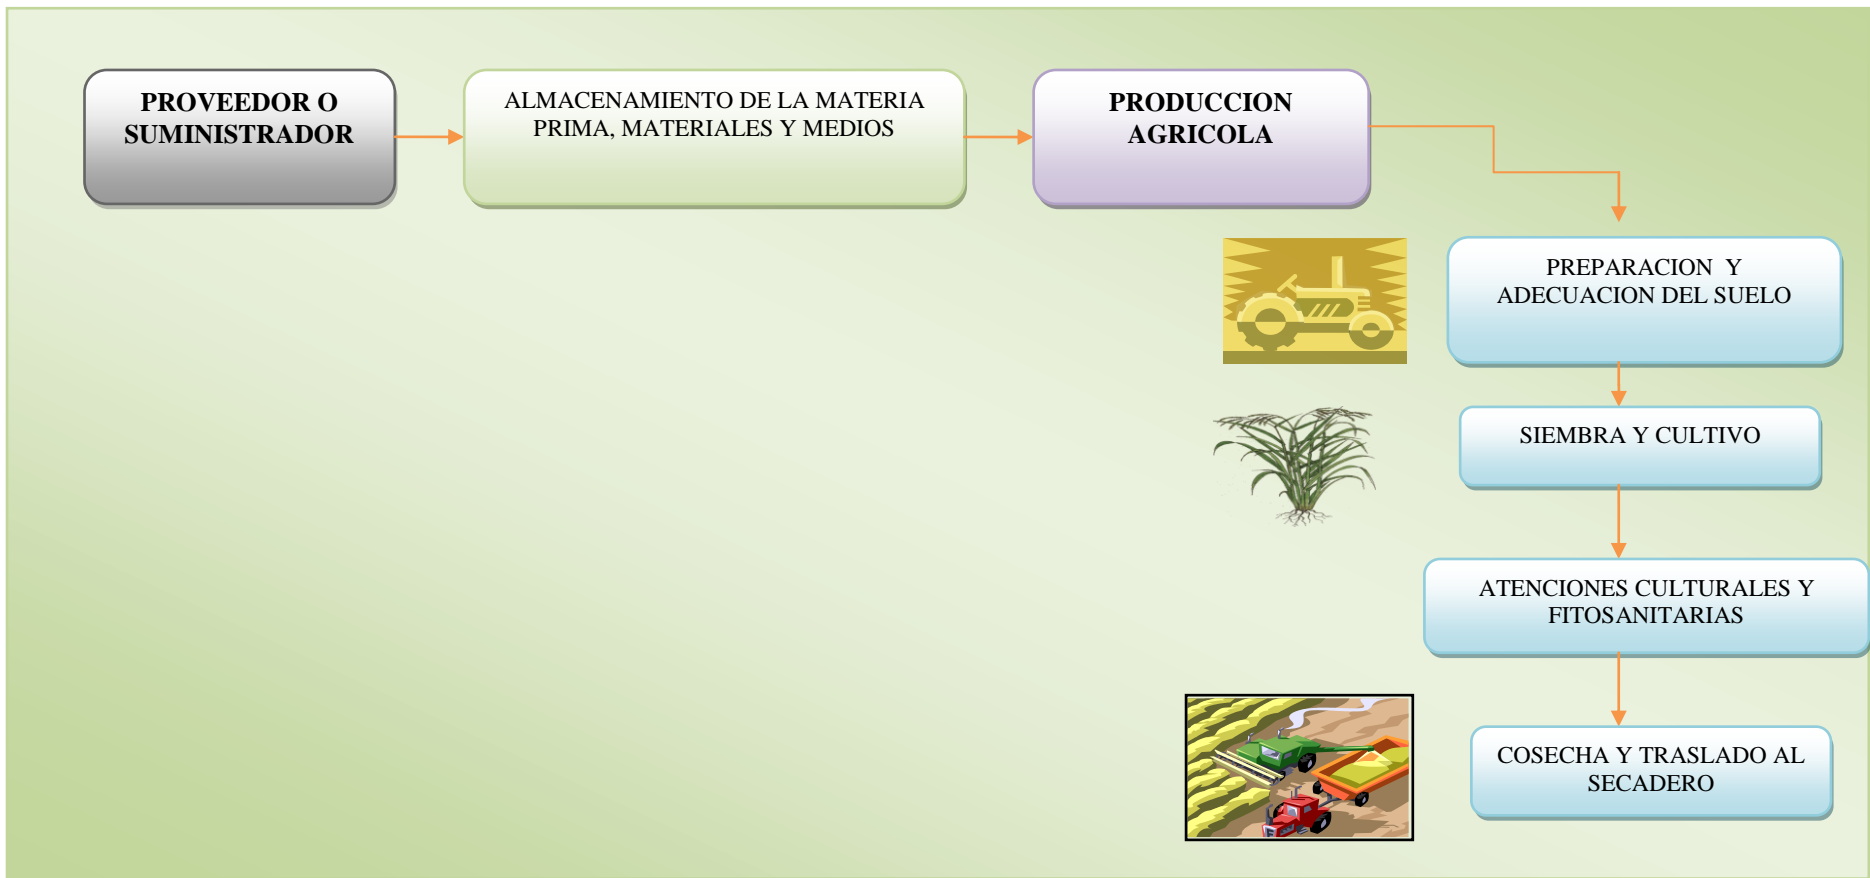 PROVEEDOR O
SUMINISTRADOR
ALMACENAMIENTO DE LA MATERIA
PRIMA, MATERIALES Y MEDIOS
PRODUCCION
AGRICOLA
PREPARACION  Y
ADECUACION DEL SUELO
SIEMBRA Y CULTIVO
ATENCIONES CULTURALES Y
FITOSANITARIAS
COSECHA Y TRASLADO AL
SECADERO